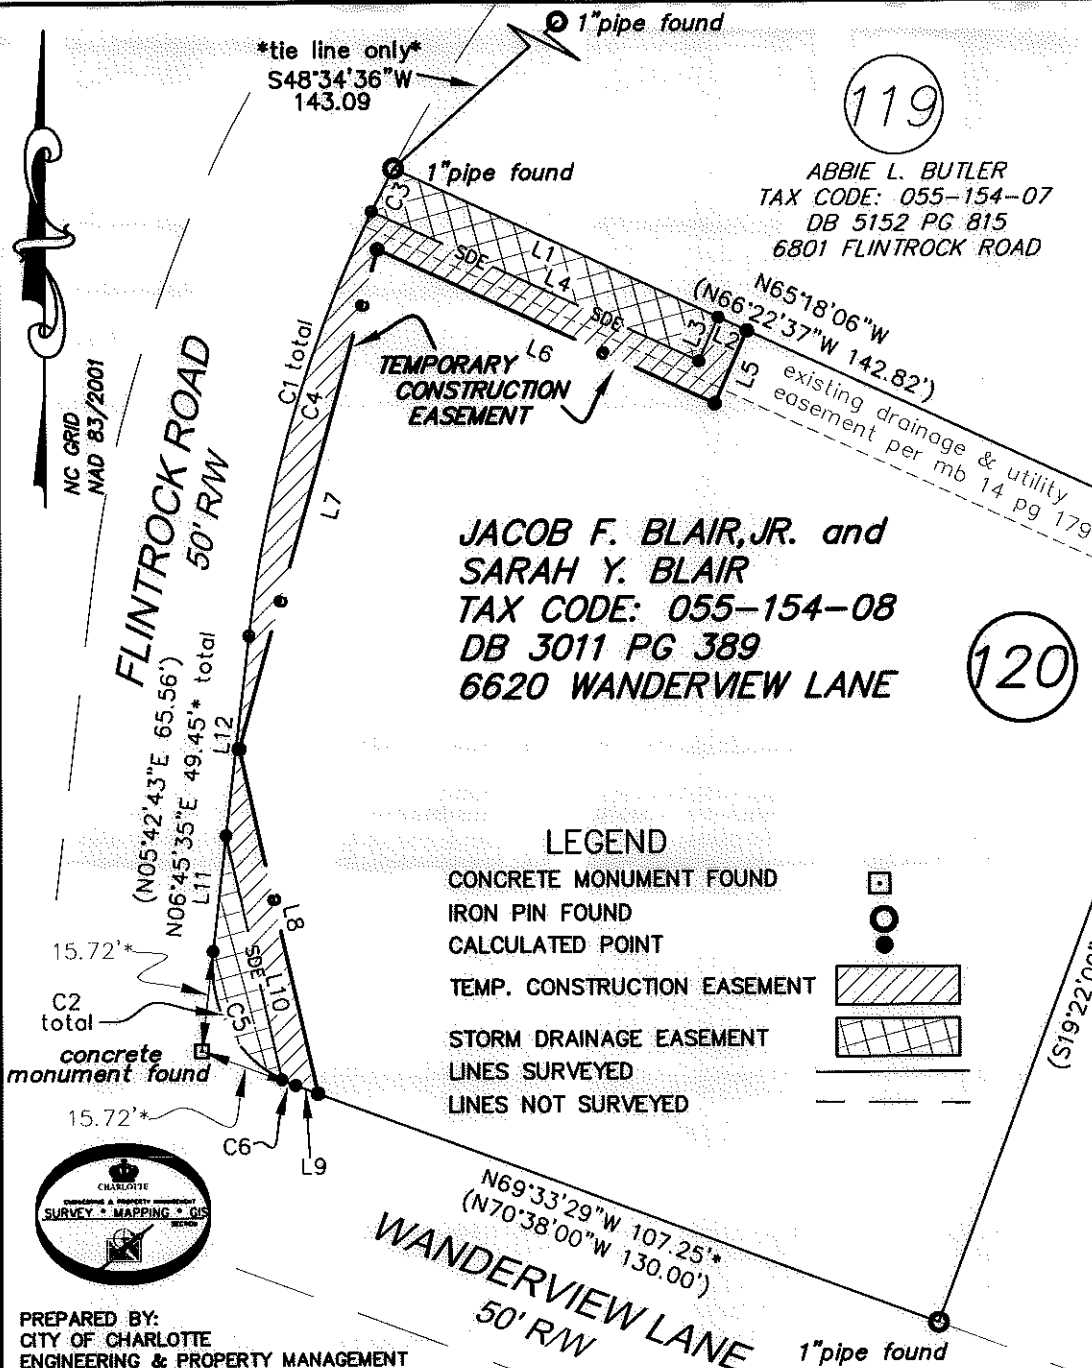 1"pipe found
*tie line only*
S48°34'36"W
143.09
119
ABBIE L. BUTLER
TAX CODE: 055-154-07
DB 5152 PG 815
6801 FLINTROCK ROAD
1"pipe found
C3
L1
SDE
L4
SDE
L3
L2
L5
L6
N65°18'06"W
(N66°22'37"W 142.82')
existing drainage & utility
easement per mb 14 pg 179
TEMPORARY
CONSTRUCTION
EASEMENT
C1 total
C4
L7
NC GRID
NAD 83/2001
FLINTROCK ROAD
50' R/W
JACOB F. BLAIR,JR. and
SARAH Y. BLAIR
TAX CODE: 055-154-08
DB 3011 PG 389
6620 WANDERVIEW LANE
120
(N05°42'43"E 65.56')
N06°45'35"E 49.45'* total
L11
L12
L8
SDE
L10
C5
15.72'*
C2
total
concrete
monument found
15.72'*
C6
L9
LEGEND
CONCRETE MONUMENT FOUND
IRON PIN FOUND
CALCULATED POINT
TEMP. CONSTRUCTION EASEMENT
STORM DRAINAGE EASEMENT
LINES SURVEYED
LINES NOT SURVEYED
N69°33'29"W 107.25'*
(N70°38'00"W 130.00')
WANDERVIEW LANE
50' R/W
1"pipe found
CHARLOTTE
ENGINEERING & PROPERTY MANAGEMENT
SURVEY * MAPPING * GIS
SECTION
PREPARED BY:
CITY OF CHARLOTTE
ENGINEERING & PROPERTY MANAGEMENT